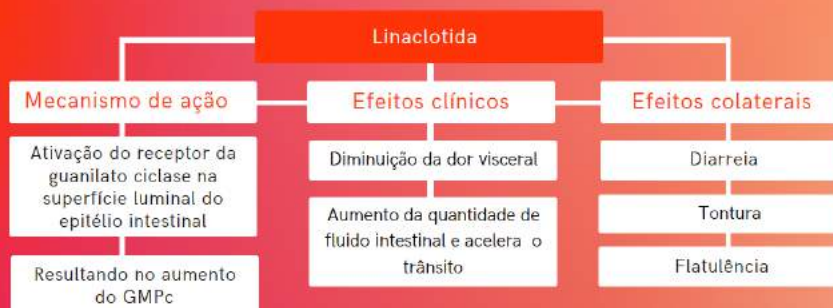 Linaclotida
Mecanismo de ação
Efeitos clínicos
Efeitos colaterais
Ativação do receptor da
guanilato ciclase na
superfície luminal do
epitélio intestinal
Resultando no aumento
do GMPc
Diminuição da dor visceral
Aumento da quantidade de
fluido intestinal e acelera o
trânsito
Diarreia
Tontura
Flatulência